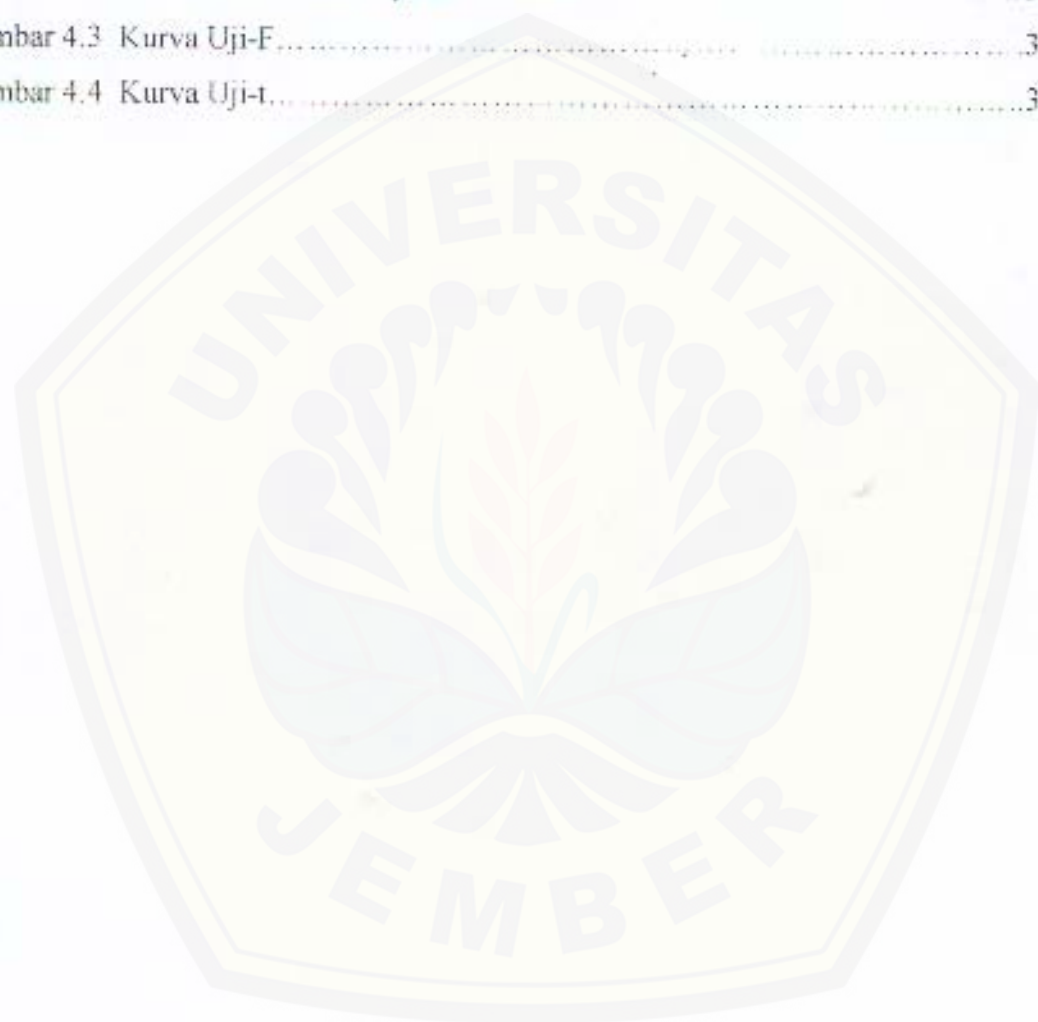 mbar 4.3 Kurva Uji-F..........3
mbar 4.4 Kurva Uji-t..........3
UNIVERSITAS
JEMBER